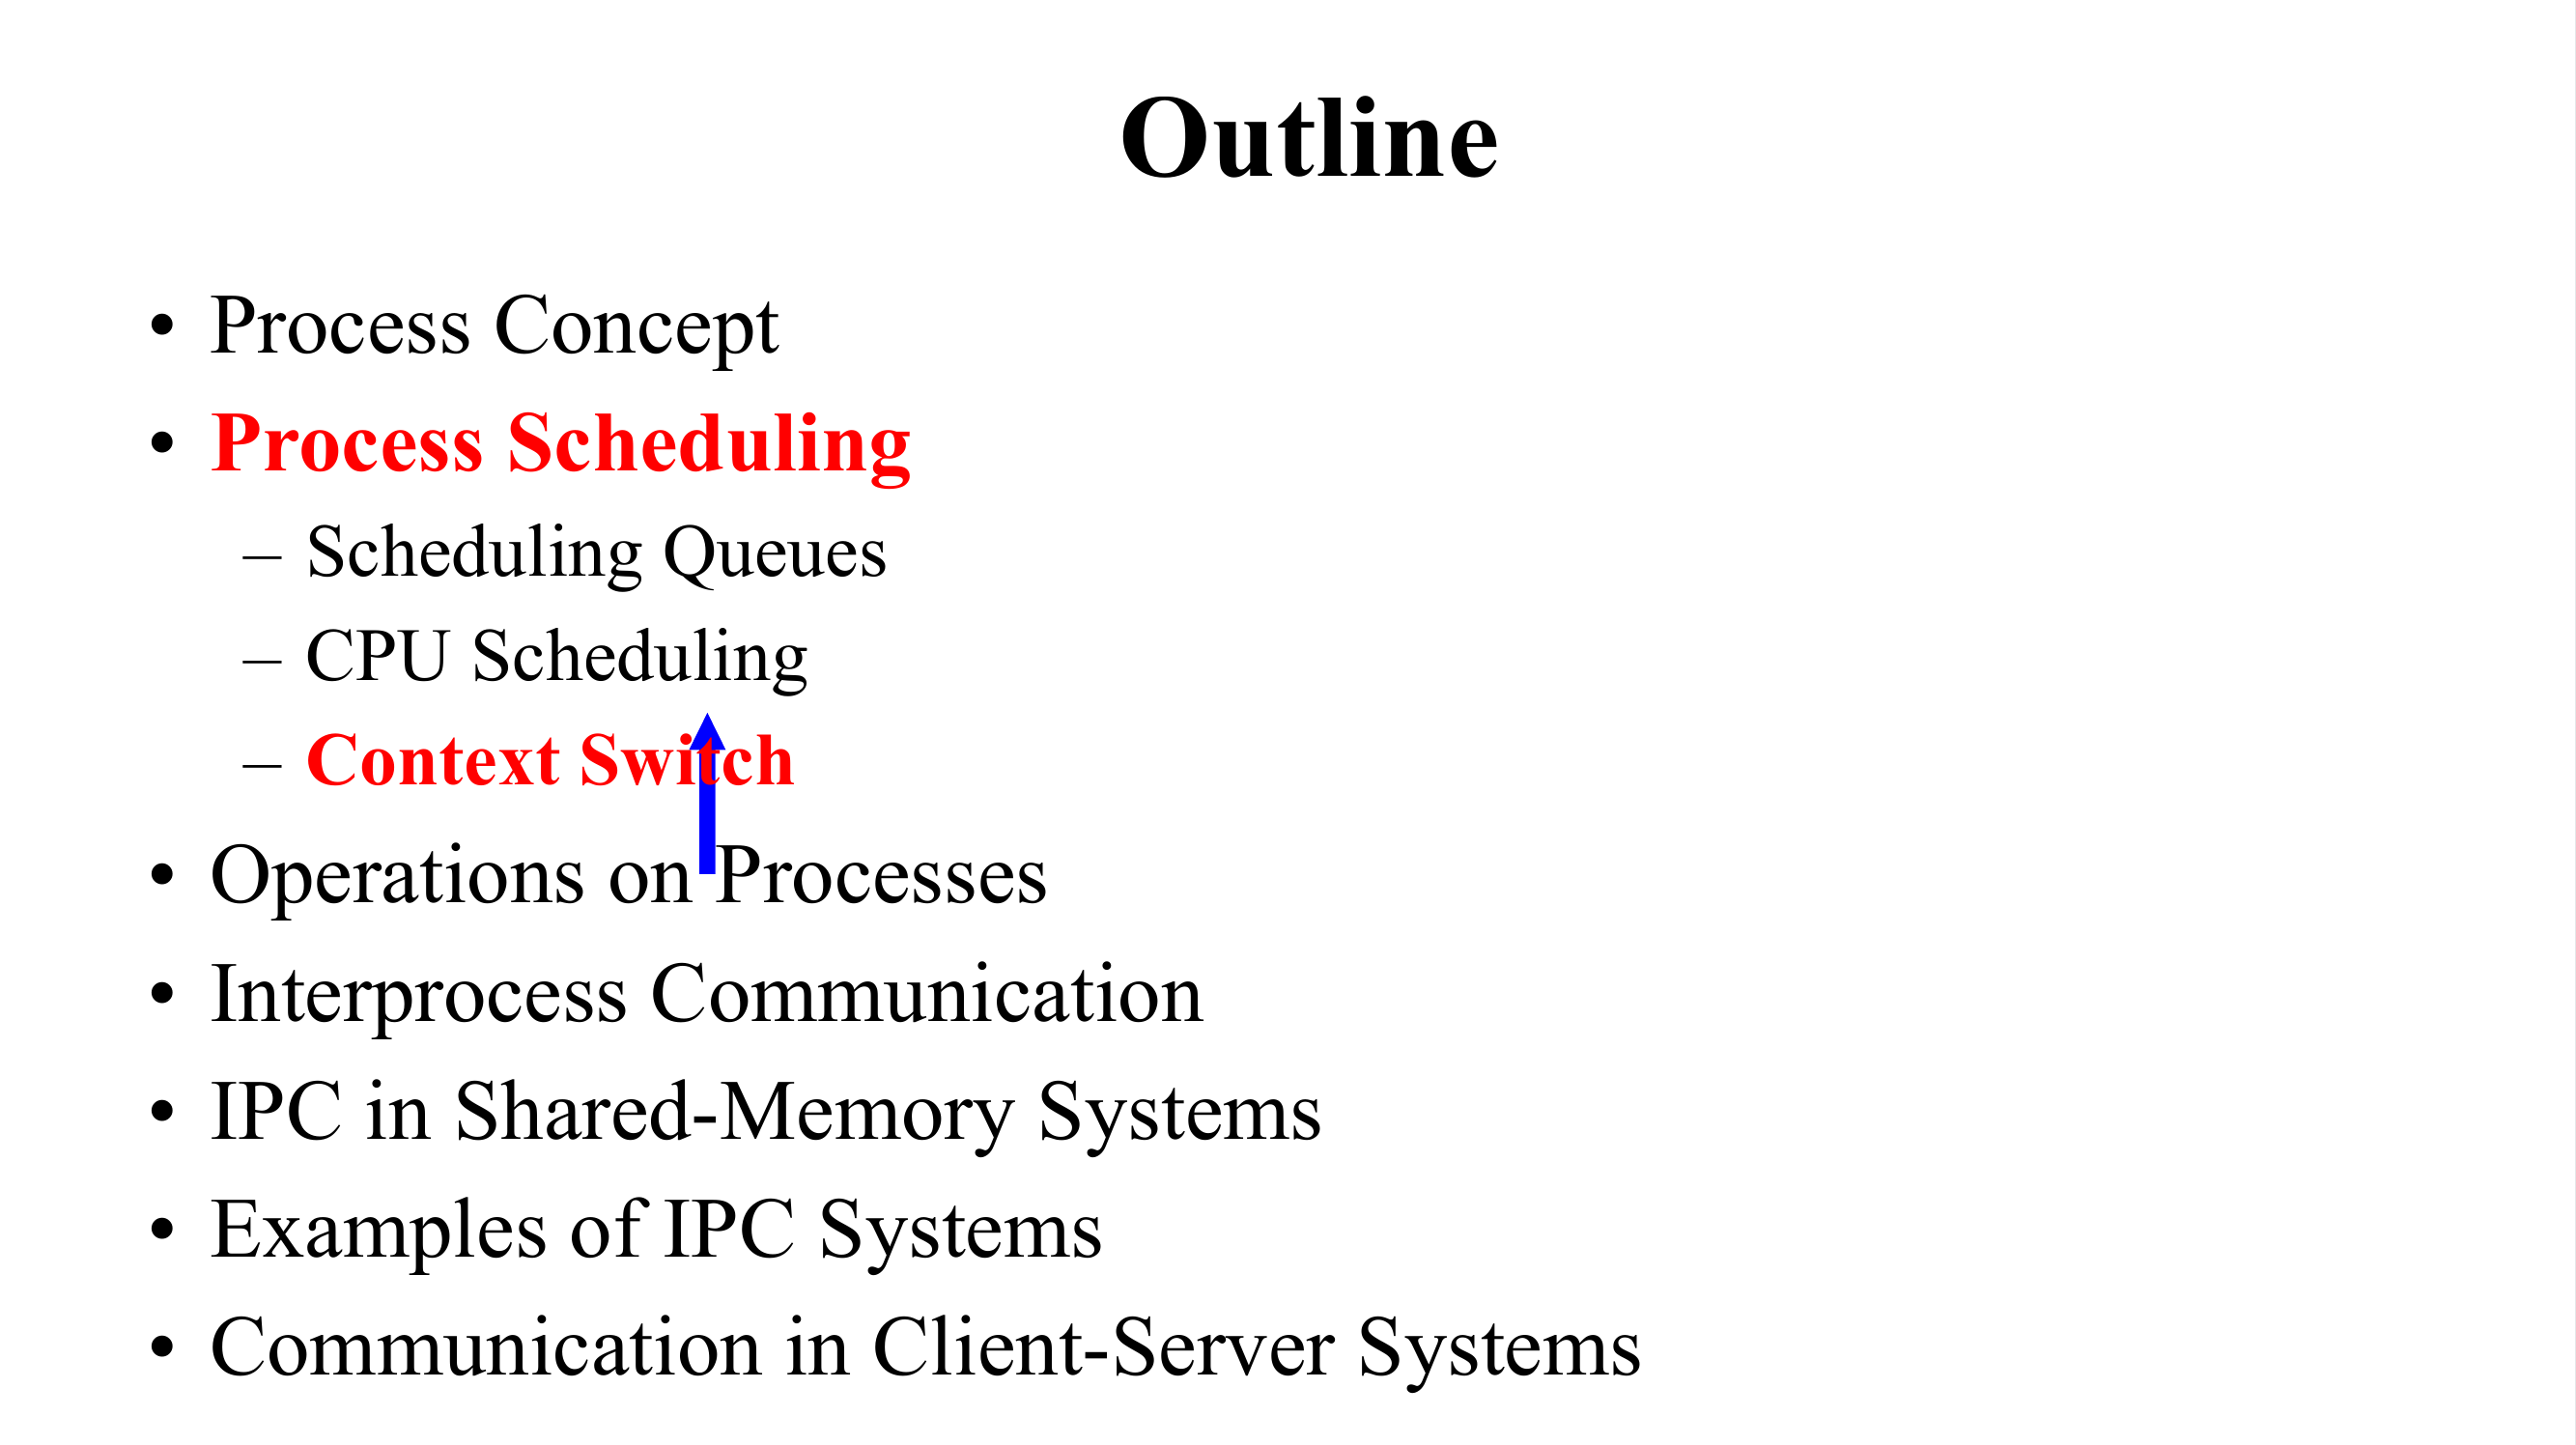 Outline
• Process Concept
• Process Scheduling
– Scheduling Queues
– CPU Scheduling
– Context Switch
• Operations on Processes
• Interprocess Communication
• IPC in Shared-Memory Systems
• Examples of IPC Systems
• Communication in Client-Server Systems